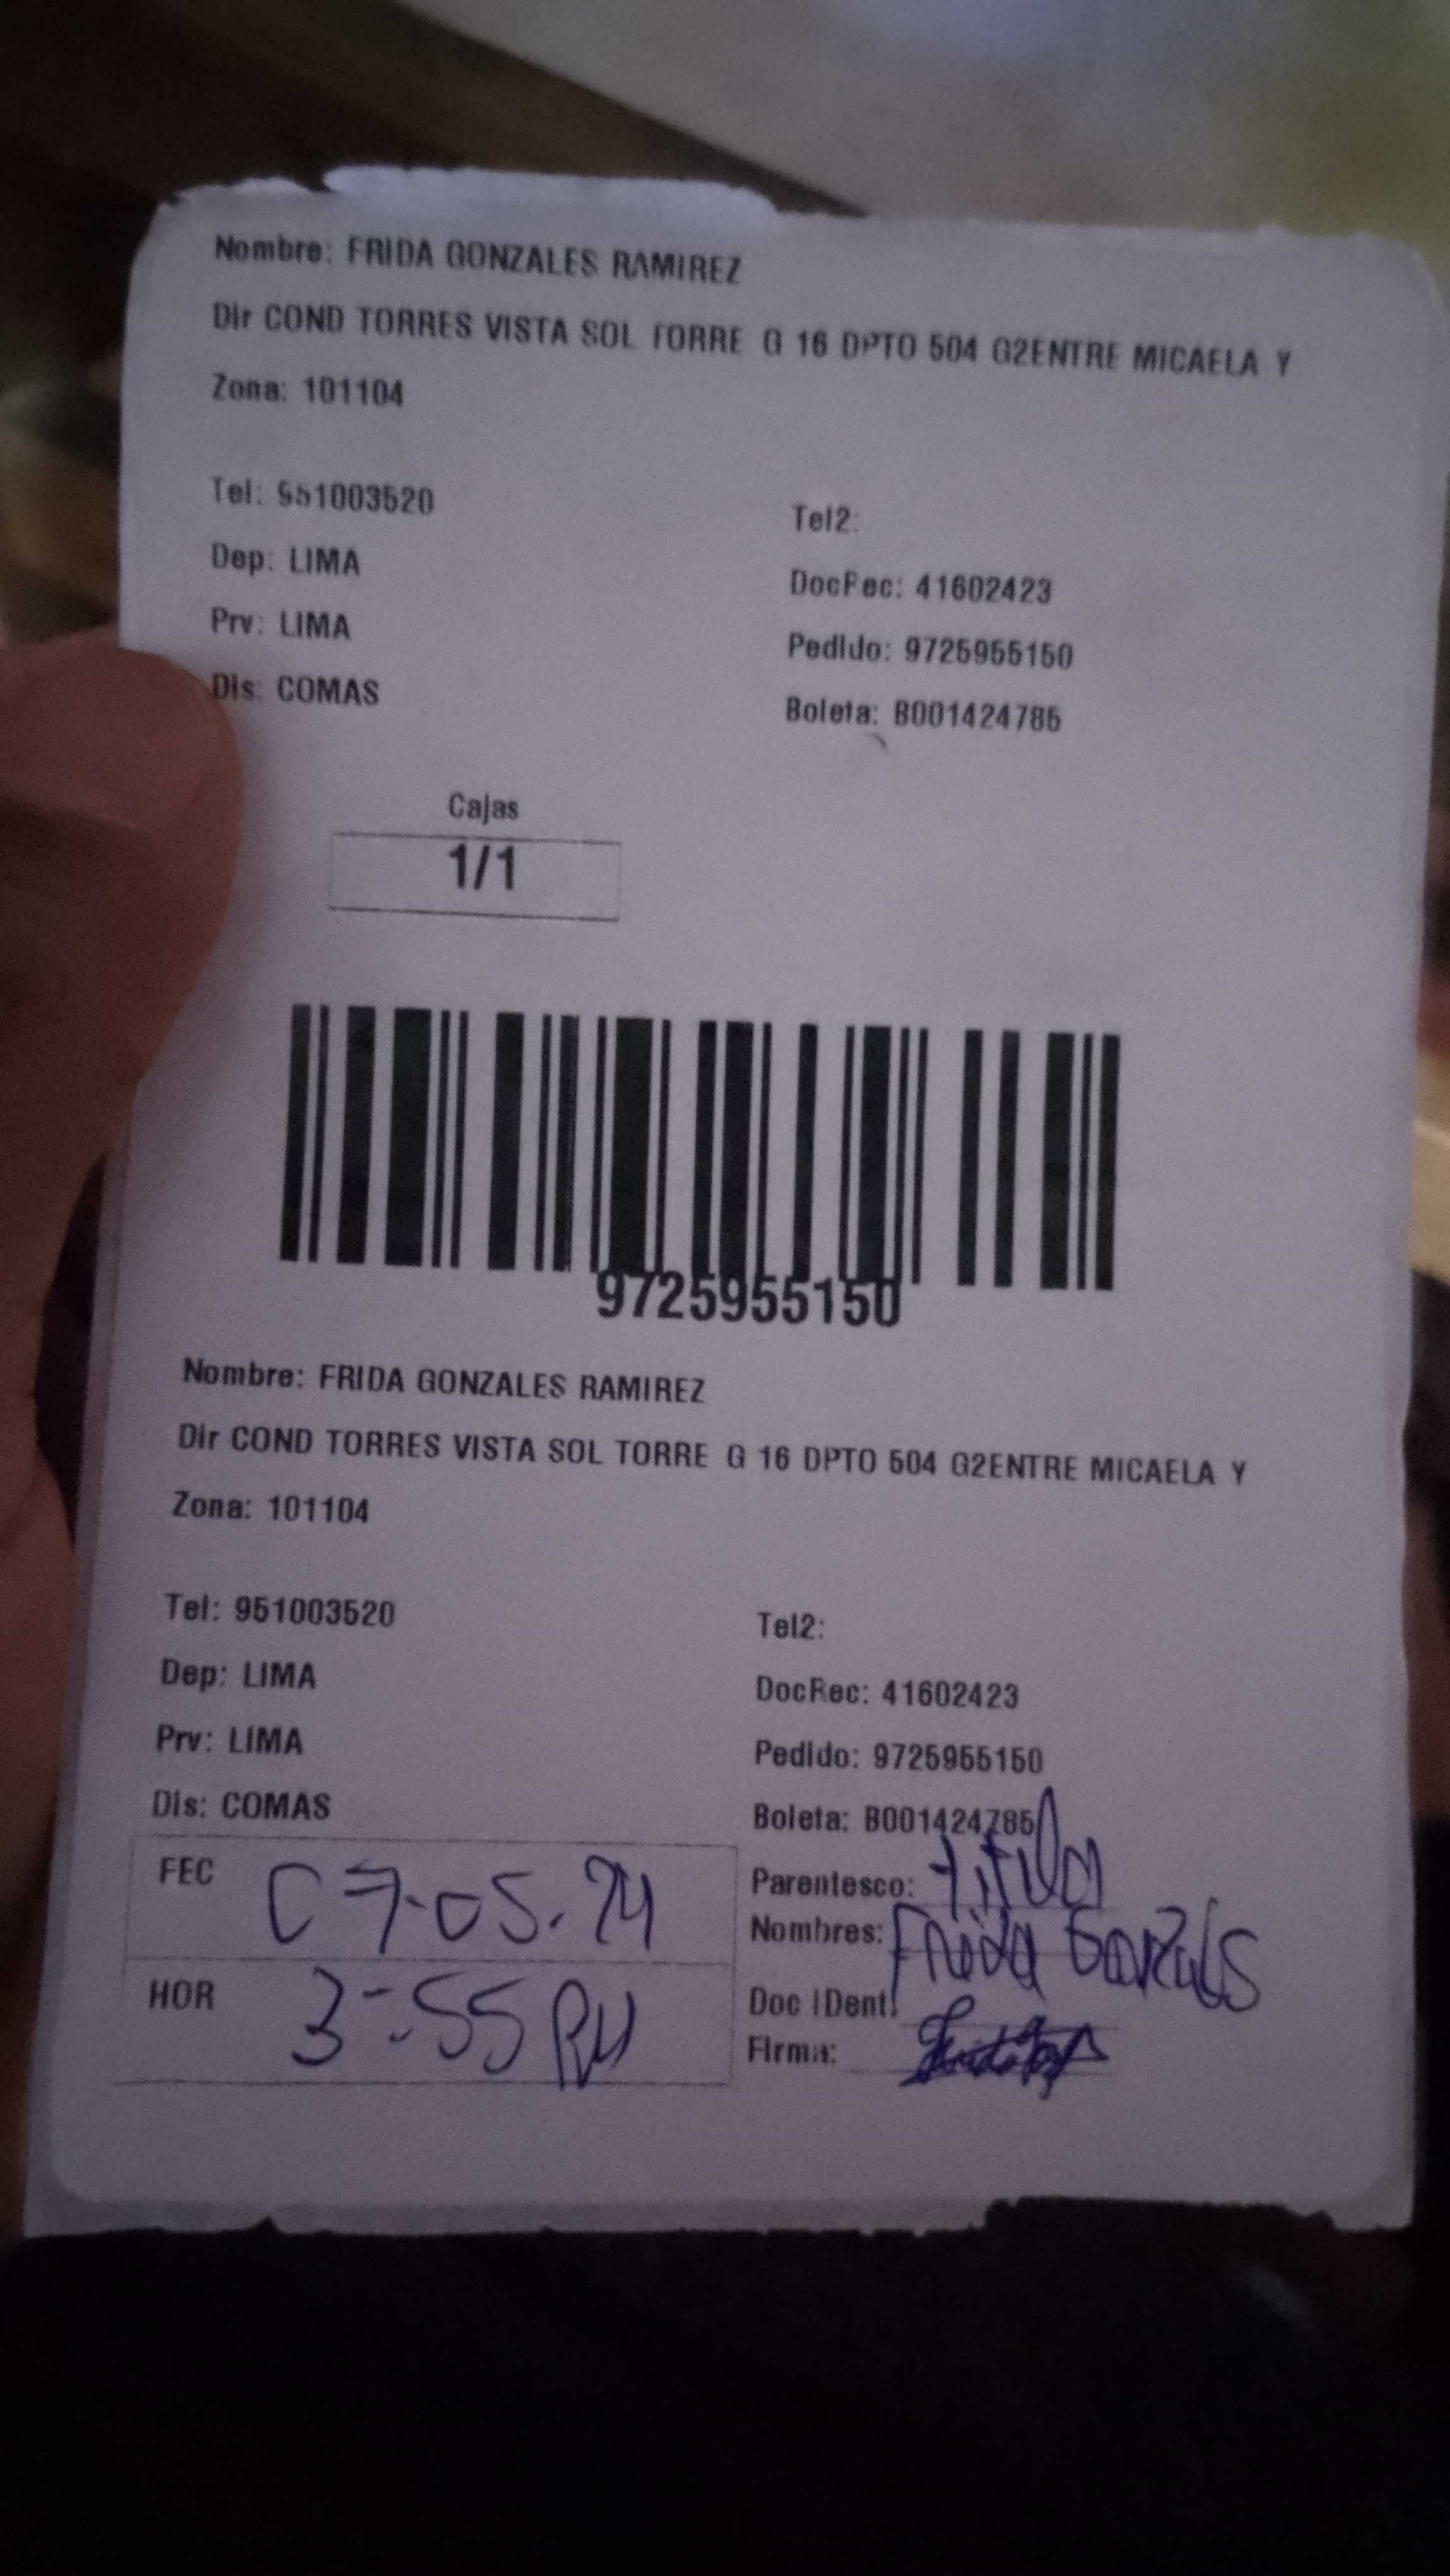 Nombre: FRIDA GONZALES RAMIREZ
Dir COND TORRES VISTA SOL TORRE G 16 DPTO 504 G2ENTRE MICAELA Y
Zona: 101104
Tel: 951003520
Tel2:
Dep: LIMA
DocRec: 41602423
Prv: LIMA
Pedido: 9725955150
Dis: COMAS
Boleta: B001424785
Cajas
1/1
9725955150
Nombre: FRIDA GONZALES RAMIREZ
Dir COND TORRES VISTA SOL TORRE G 16 DPTO 504 G2ENTRE MICAELA Y
Zona: 101104
Tel: 951003520
Tel2:
Dep: LIMA
DocRec: 41602423
Prv: LIMA
Pedido: 9725955150
Dis: COMAS
Boleta: B001424785
FEC 07-05.24
Parentesco: titular
Nombres: Frida Gonzales
HOR 3:55 PM
Doc IDent:
Firma: